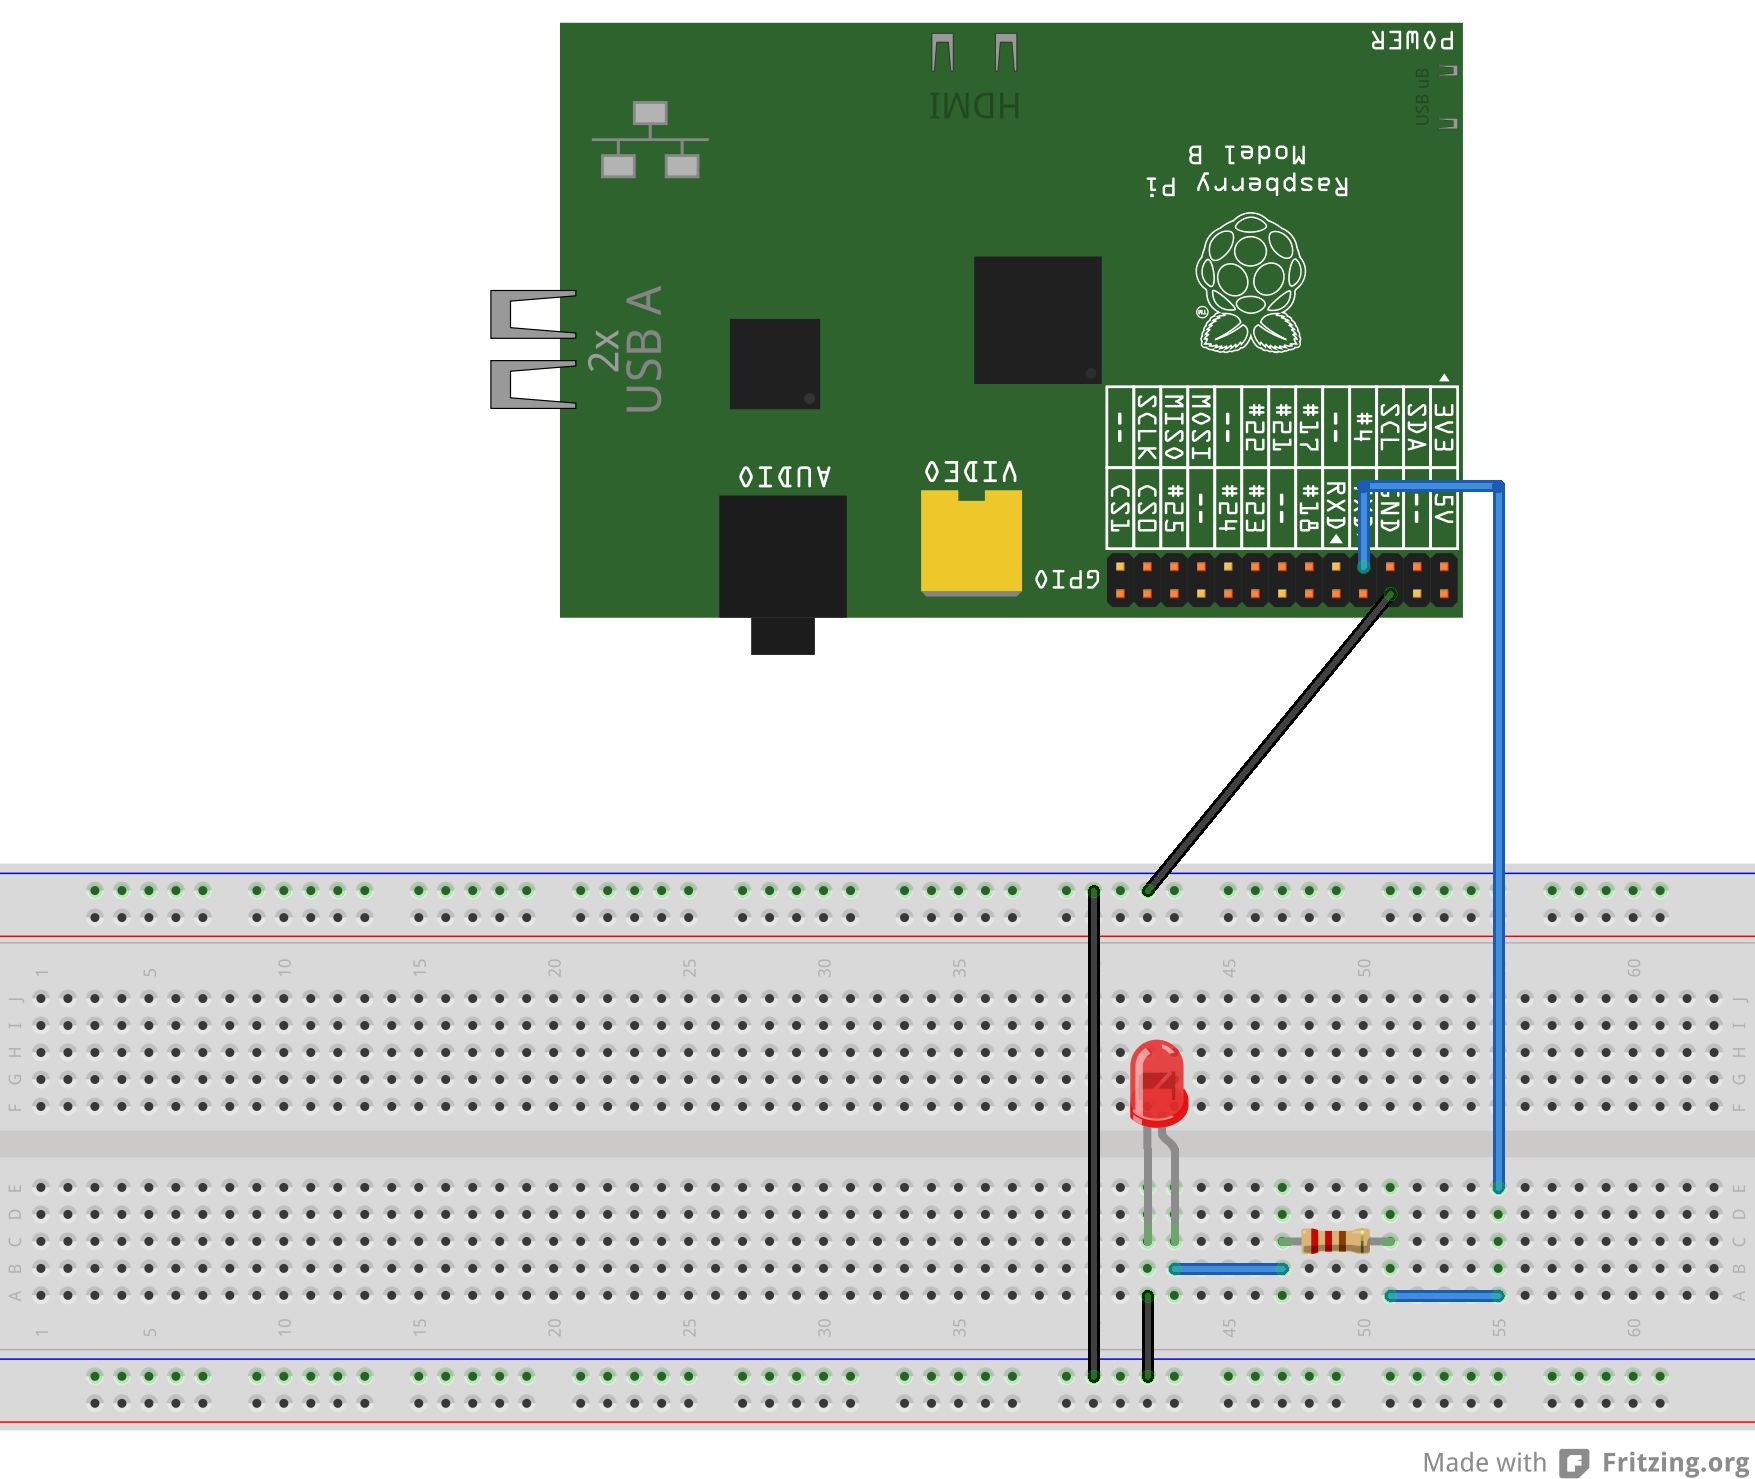 POWER
USB uB
HDMI
Raspberry Pi
Model B
TM
2x
USB A
AUDIO
VIDEO
GPIO
-- SCLK MISO MOSI -- #22 #21 #17 -- #4 SCL SDA 3V3
CS1 CS0 #25 -- #24 #23 -- #18 RXD GND -- 5V
1 5 10 15 20 25 30 35 45 50 60
J J
I I
H H
G G
F F
E E
D D
C C
B B
A A
1 5 10 15 20 25 30 35 45 50 55 60
Made with Fritzing.org